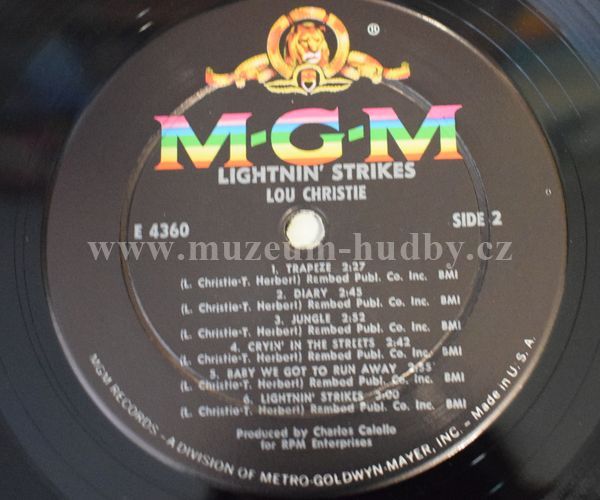 ®
M-G-M
LIGHTNIN' STRIKES
LOU CHRISTIE
E 4360
SIDE 2
www.muzeum-hudby.cz
1. TRAPEZE 2:27
(L. Christie-T. Herbert) Rembod Publ. Co. Inc. BMI
2. DIARY 2:45
(L. Christie-T. Herbert) Rembod Publ. Co. Inc. BMI
3. JUNGLE 2:52
(L. Christie-T. Herbert) Rembod Publ. Co. Inc. BMI
4. CRYIN' IN THE STREETS 2:42
(L. Christie-T. Herbert) Rembod Publ. Co. Inc. BMI
5. BABY WE GOT TO RUN AWAY 2:55
(L. Christie-T. Herbert) Rembod Publ. Co. Inc. BMI
6. LIGHTNIN' STRIKES 3:00
(L. Christie-T. Herbert) Rembod Publ. Co. Inc. BMI
Produced by Charles Calello
for RPM Enterprises
MGM RECORDS - A DIVISION OF METRO-GOLDWYN-MAYER, INC. - Made in U.S.A.